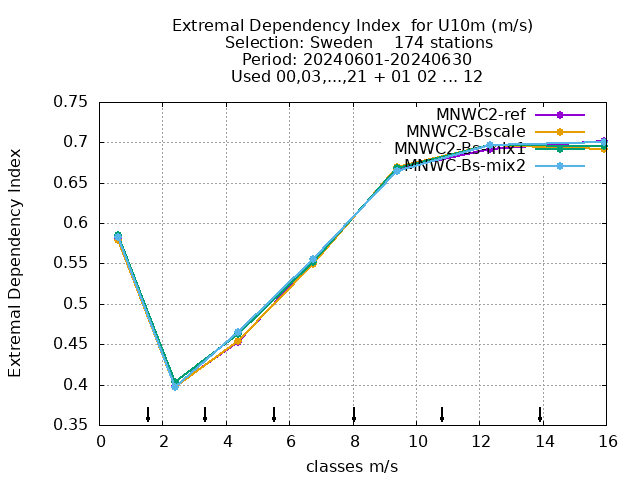 Extremal Dependency Index  for U10m (m/s)
Selection: Sweden    174 stations
Period: 20240601-20240630
Used 00,03,...,21 + 01 02 ... 12
Extremal Dependency Index
0.75
0.7
0.65
0.6
0.55
0.5
0.45
0.4
0.35
MNWC2-ref
MNWC2-Bscale
MNWC2-Bs-mix1
MNWC-Bs-mix2
0 2 4 6 8 10 12 14 16
classes m/s